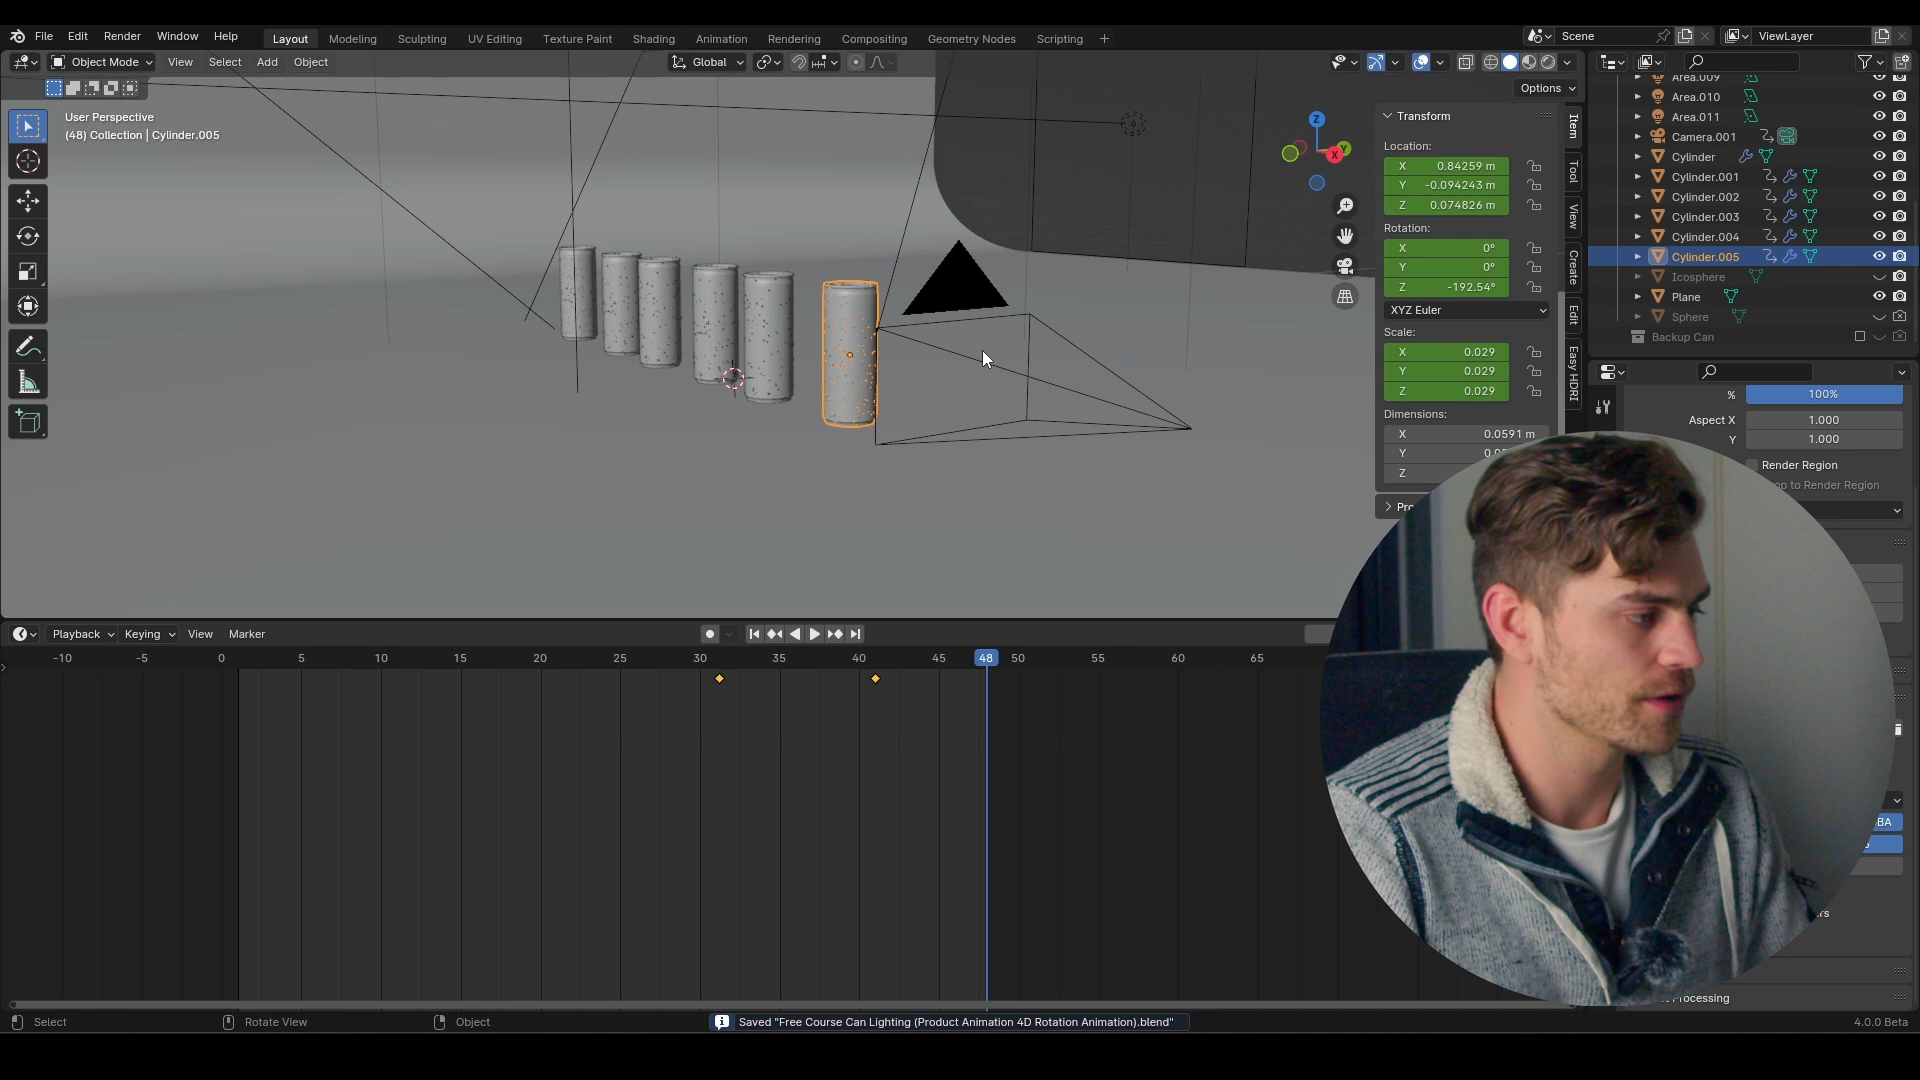 File Edit Render Window Help
Layout Modeling Sculpting UV Editing Texture Paint Shading Animation Rendering Compositing Geometry Nodes Scripting +
Scene
ViewLayer
Object Mode View Select Add Object
Global
Options
User Perspective
(48) Collection | Cylinder.005
Z
Y
X
Transform
Location:
X 0.84259 m
Y -0.094243 m
Z 0.074826 m
Rotation:
X 0°
Y 0°
Z -192.54°
XYZ Euler
Scale:
X 0.029
Y 0.029
Z 0.029
Dimensions:
X 0.0591 m
Y
Z
Item
Tool
View
Create
Edit
Easy HDRI
Area.009
Area.010
Area.011
Camera.001
Cylinder
Cylinder.001
Cylinder.002
Cylinder.003
Cylinder.004
Cylinder.005
Icosphere
Plane
Sphere
Backup Can
% 100%
Aspect X 1.000
Y 1.000
Render Region
to Render Region
BA
Playback Keying View Marker
-10 -5 0 5 10 15 20 25 30 35 40 45 48 50 55 60 65
Processing
Select Rotate View Object
Saved "Free Course Can Lighting (Product Animation 4D Rotation Animation).blend"
4.0.0 Beta